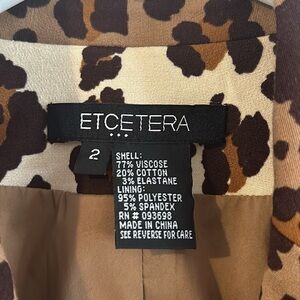 ETCETERA
2
SHELL:
77% VISCOSE
20% COTTON
3% ELASTANE
LINING:
95% POLYESTER
5% SPANDEX
RN # 093698
MADE IN CHINA
SEE REVERSE FOR CARE